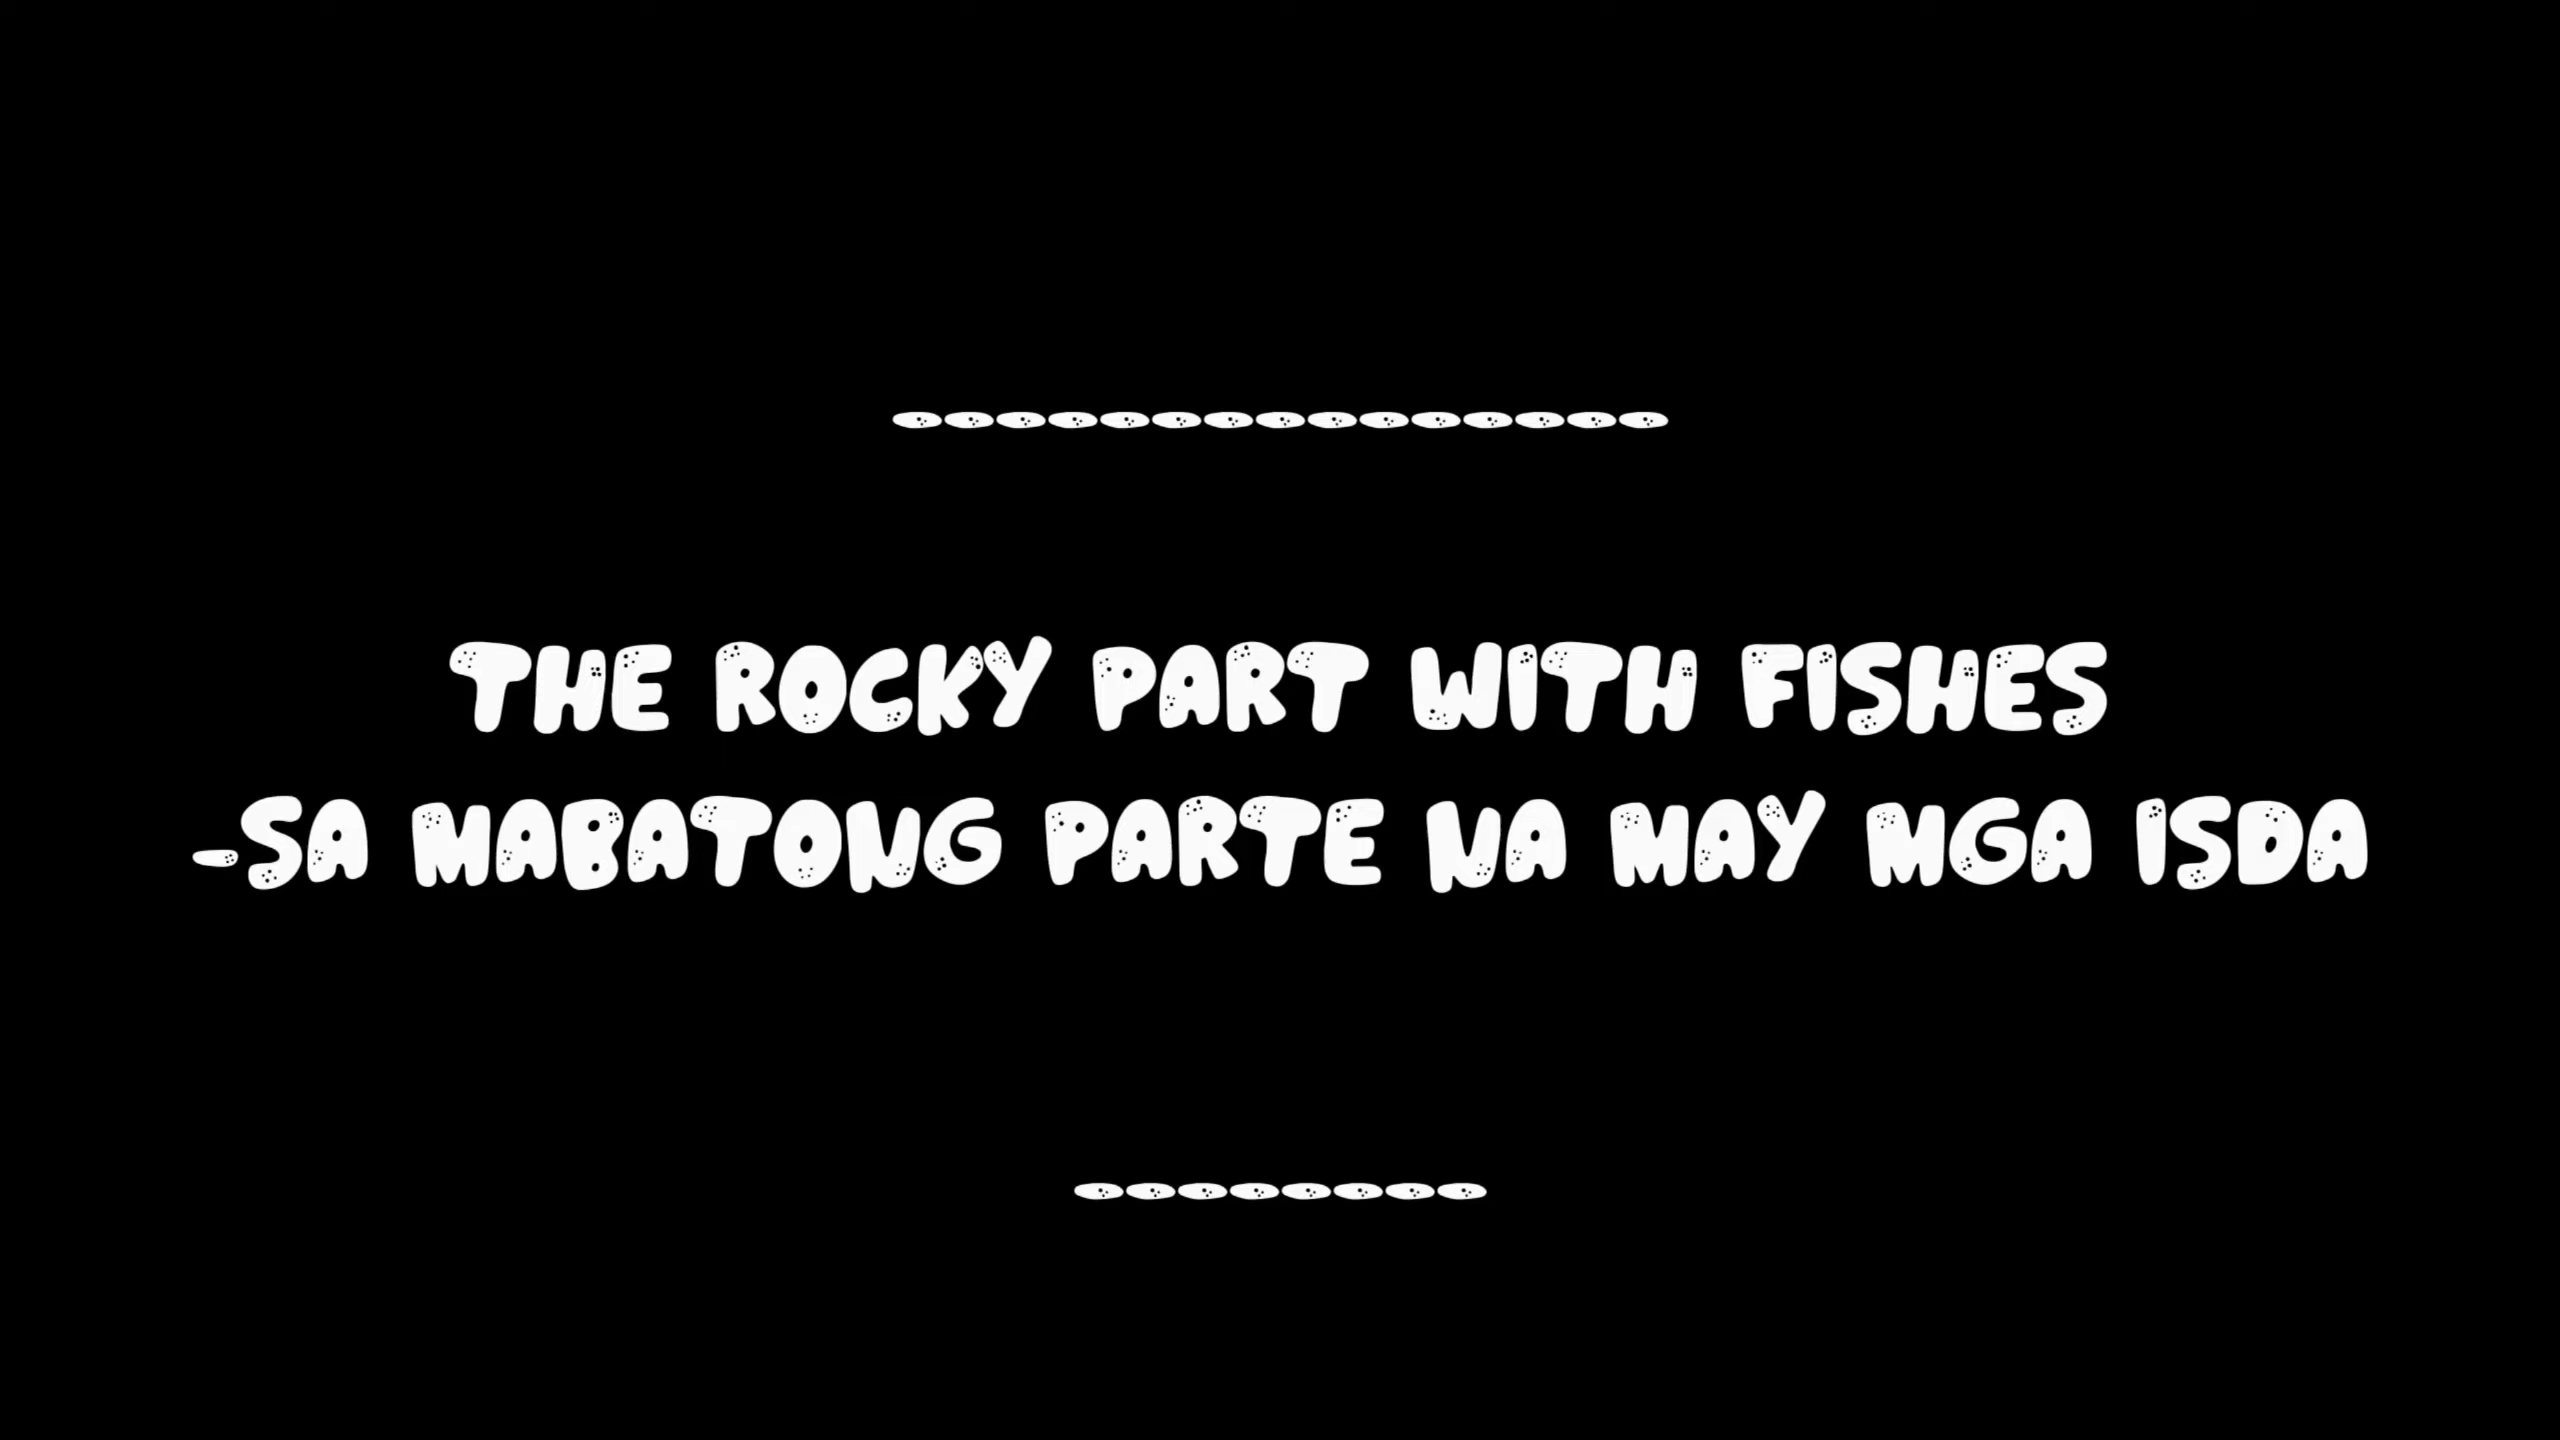 ---------------
THE ROCKY PART WITH FISHES
-SA MABATONG PARTE NA MAY MGA ISDA
--------